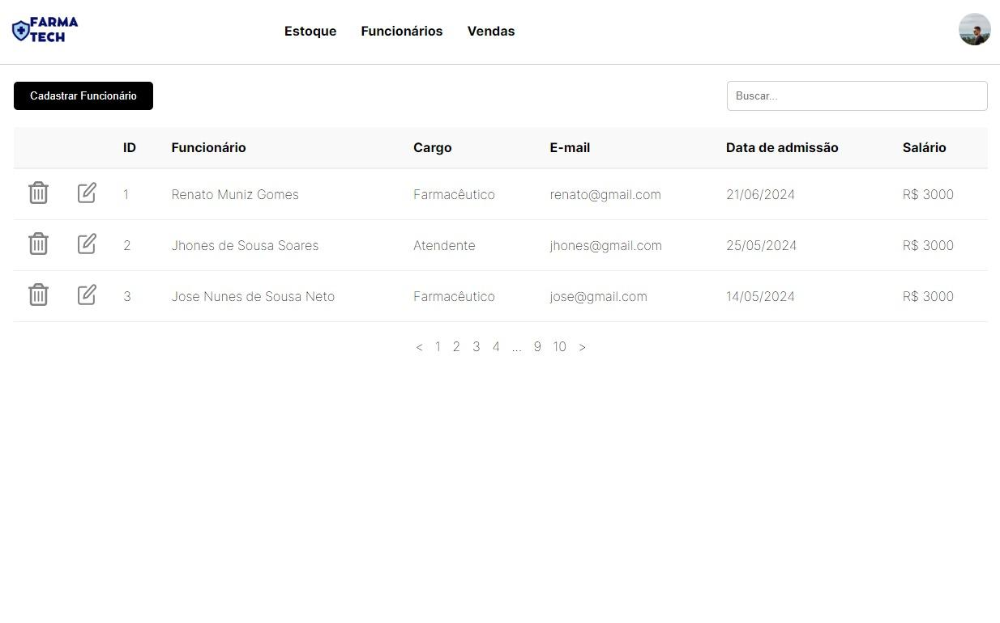 FARMA
TECH
Estoque Funcionários Vendas
Cadastrar Funcionário
Buscar...
ID Funcionário Cargo E-mail Data de admissão Salário
1 Renato Muniz Gomes Farmacêutico renato@gmail.com 21/06/2024 R$ 3000
2 Jhones de Sousa Soares Atendente jhones@gmail.com 25/05/2024 R$ 3000
3 Jose Nunes de Sousa Neto Farmacêutico jose@gmail.com 14/05/2024 R$ 3000
< 1 2 3 4 ... 9 10 >